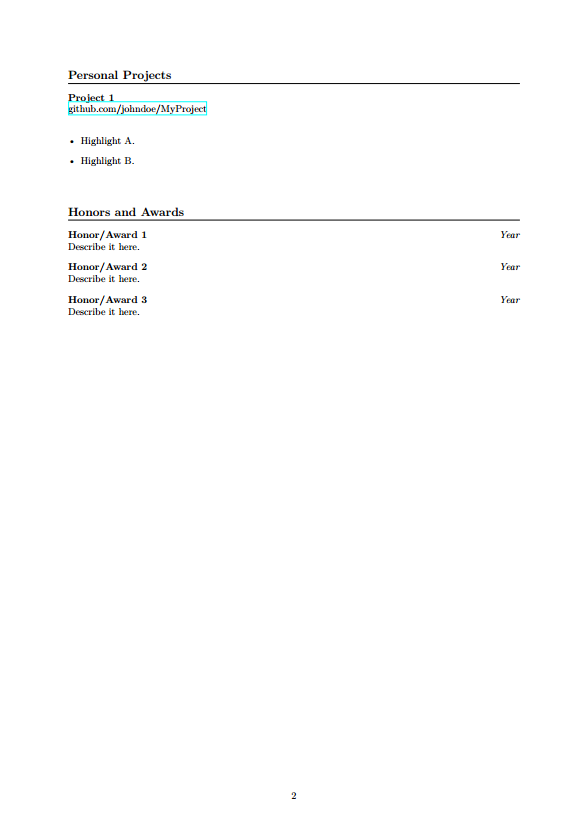 Personal Projects
Project 1
github.com/johndoe/MyProject
• Highlight A.
• Highlight B.
Honors and Awards
Honor/Award 1 Year
Describe it here.
Honor/Award 2 Year
Describe it here.
Honor/Award 3 Year
Describe it here.
2